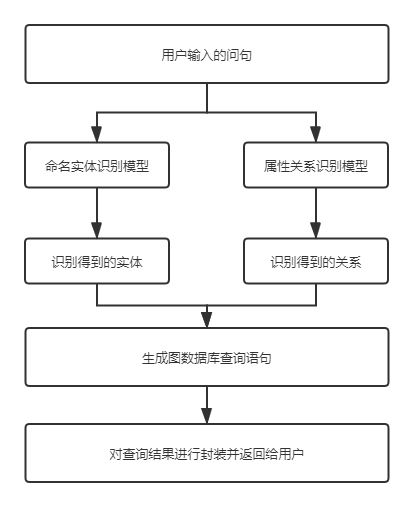 用户输入的问句
命名实体识别模型
属性关系识别模型
识别得到的实体
识别得到的关系
生成图数据库查询语句
对查询结果进行封装并返回给用户